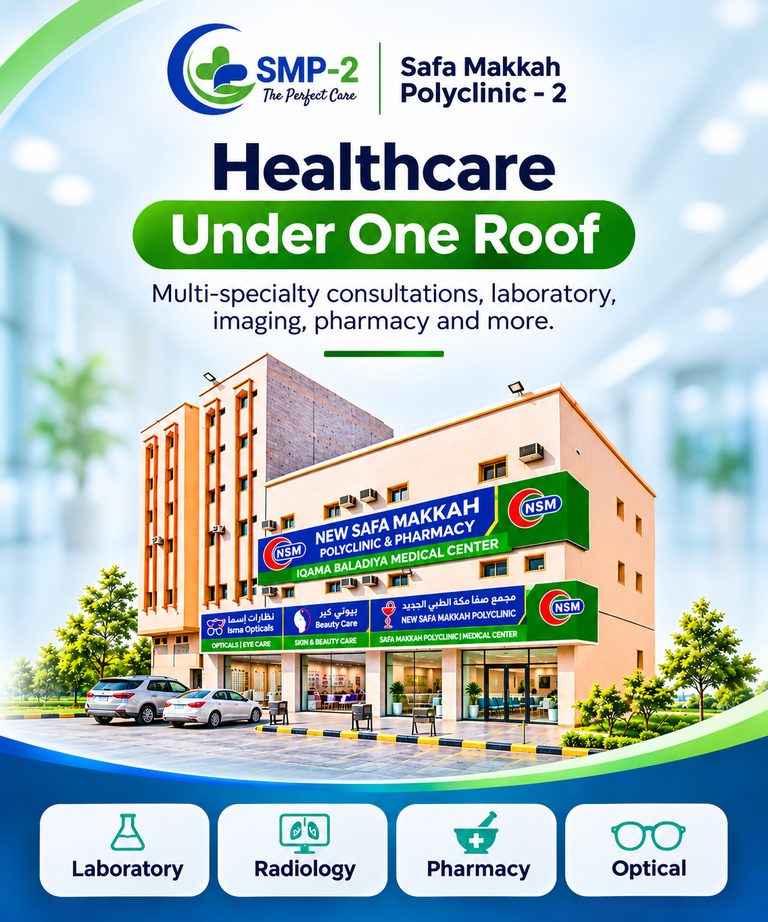 SMP-2
The Perfect Care
Safa Makkah
Polyclinic - 2
Healthcare
Under One Roof
Multi-specialty consultations, laboratory,
imaging, pharmacy and more.
NSM
NEW SAFA MAKKAH
POLYCLINIC & PHARMACY
IQAMA BALADIYA MEDICAL CENTER
NSM
نظارات إسما
Isma Opticals
OPTICALS | EYE CARE
بيوتي كير
Beauty Care
SKIN & BEAUTY CARE
مجمع صفا مكة الطبي الجديد
NEW SAFA MAKKAH POLYCLINIC
SAFA MAKKAH POLYCLINIC | MEDICAL CENTER
NSM
Laboratory
Radiology
Pharmacy
Optical